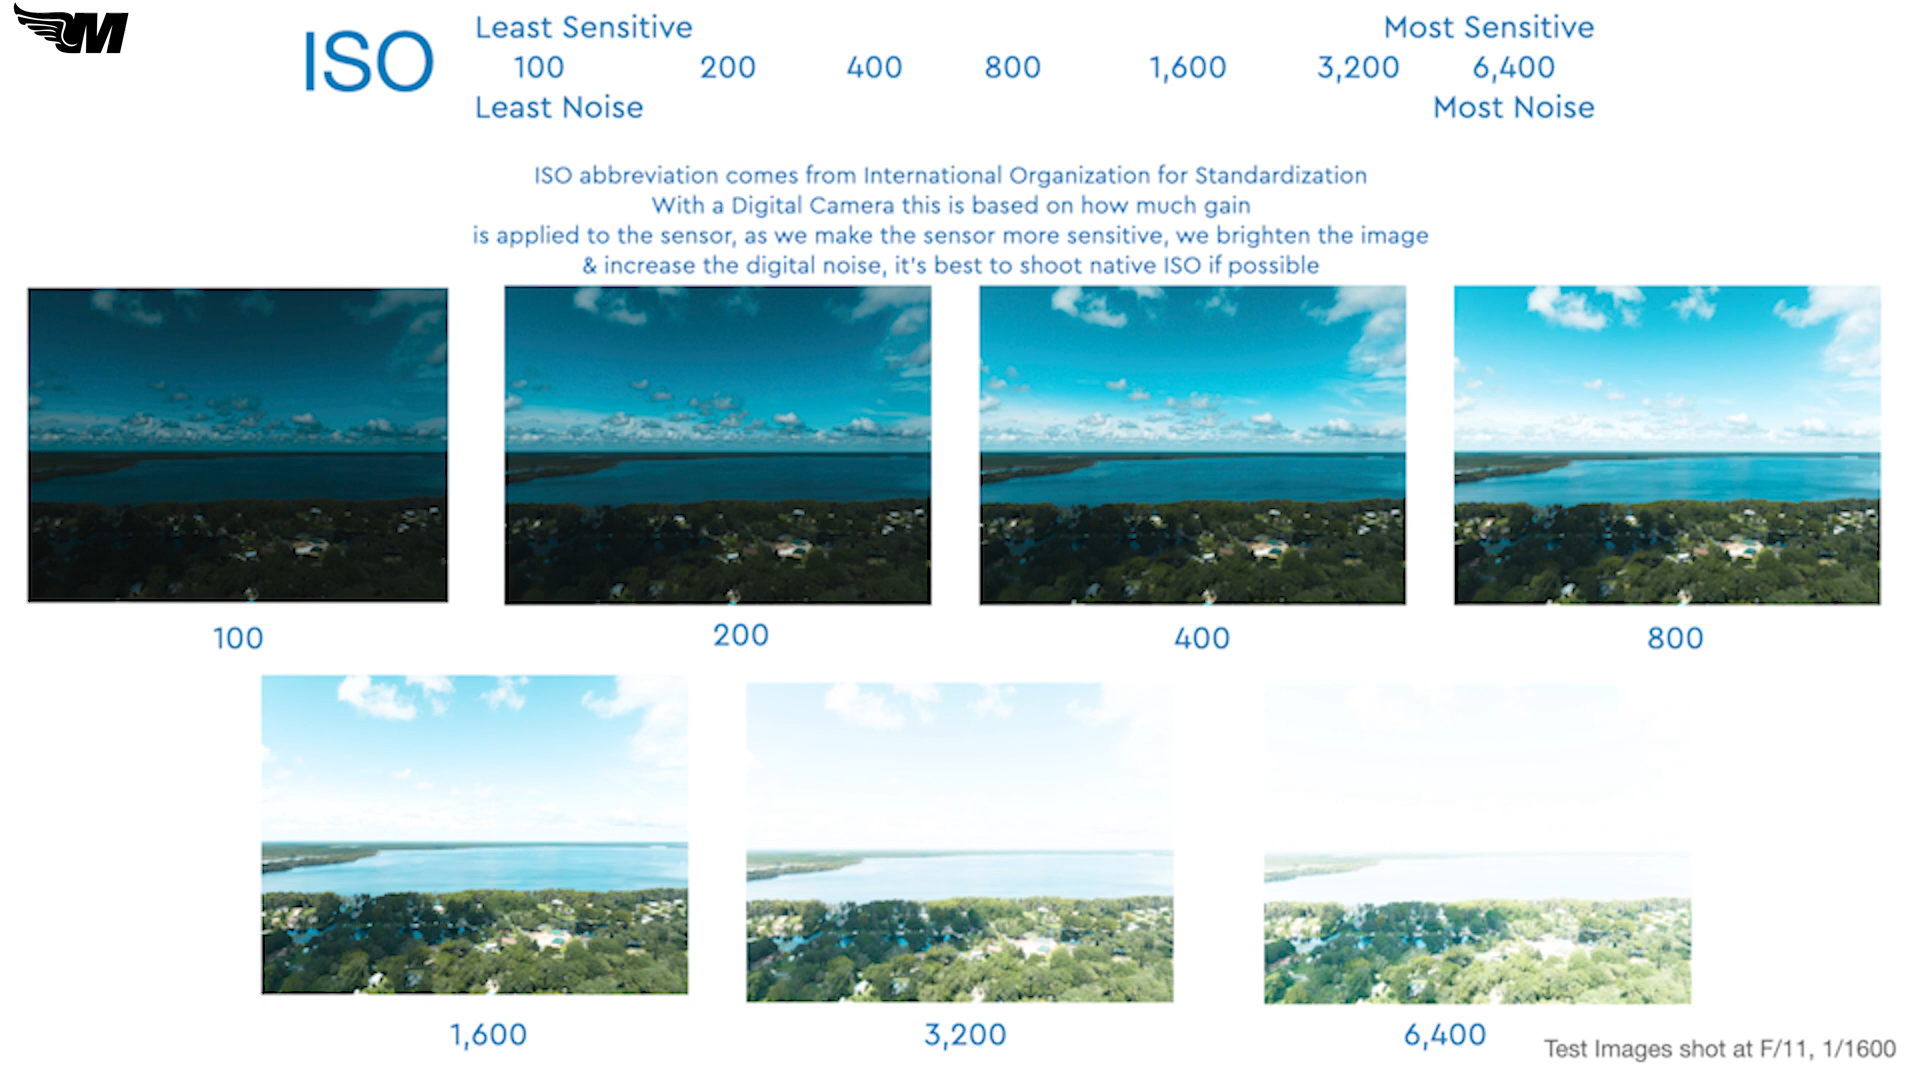 M
ISO
Least Sensitive Most Sensitive
100 200 400 800 1,600 3,200 6,400
Least Noise Most Noise
ISO abbreviation comes from International Organization for Standardization
With a Digital Camera this is based on how much gain
is applied to the sensor, as we make the sensor more sensitive, we brighten the image
& increase the digital noise, it's best to shoot native ISO if possible
100 200 400 800
1,600 3,200 6,400
Test Images shot at F/11, 1/1600